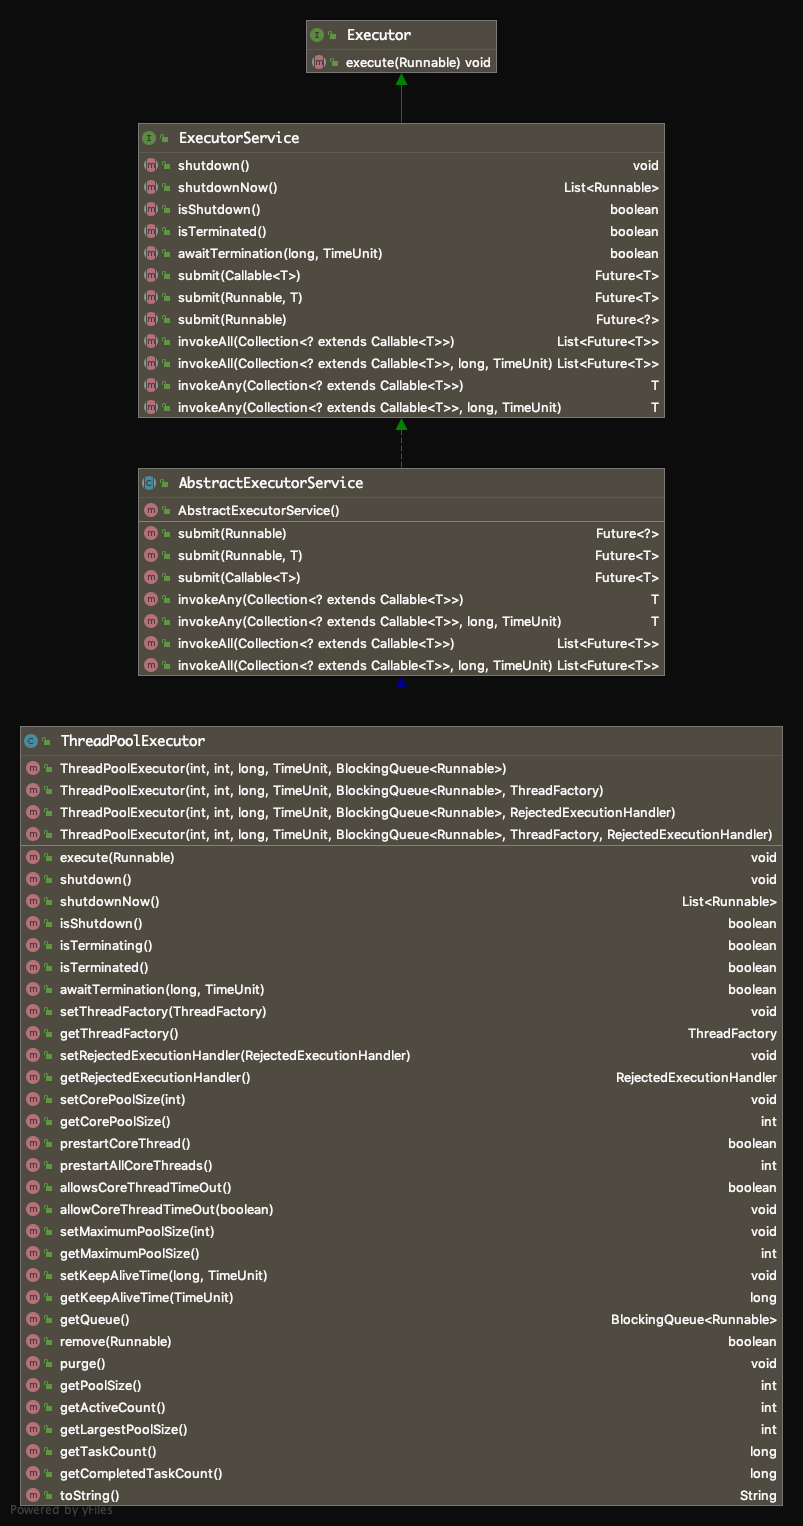 Executor
execute(Runnable) void
ExecutorService
shutdown() void
shutdownNow() List<Runnable>
isShutdown() boolean
isTerminated() boolean
awaitTermination(long, TimeUnit) boolean
submit(Callable<T>) Future<T>
submit(Runnable, T) Future<T>
submit(Runnable) Future<?>
invokeAll(Collection<? extends Callable<T>>) List<Future<T>>
invokeAll(Collection<? extends Callable<T>>, long, TimeUnit) List<Future<T>>
invokeAny(Collection<? extends Callable<T>>) T
invokeAny(Collection<? extends Callable<T>>, long, TimeUnit) T
AbstractExecutorService
AbstractExecutorService()
submit(Runnable) Future<?>
submit(Runnable, T) Future<T>
submit(Callable<T>) Future<T>
invokeAny(Collection<? extends Callable<T>>) T
invokeAny(Collection<? extends Callable<T>>, long, TimeUnit) T
invokeAll(Collection<? extends Callable<T>>) List<Future<T>>
invokeAll(Collection<? extends Callable<T>>, long, TimeUnit) List<Future<T>>
ThreadPoolExecutor
ThreadPoolExecutor(int, int, long, TimeUnit, BlockingQueue<Runnable>)
ThreadPoolExecutor(int, int, long, TimeUnit, BlockingQueue<Runnable>, ThreadFactory)
ThreadPoolExecutor(int, int, long, TimeUnit, BlockingQueue<Runnable>, RejectedExecutionHandler)
ThreadPoolExecutor(int, int, long, TimeUnit, BlockingQueue<Runnable>, ThreadFactory, RejectedExecutionHandler)
execute(Runnable) void
shutdown() void
shutdownNow() List<Runnable>
isShutdown() boolean
isTerminating() boolean
isTerminated() boolean
awaitTermination(long, TimeUnit) boolean
setThreadFactory(ThreadFactory) void
getThreadFactory() ThreadFactory
setRejectedExecutionHandler(RejectedExecutionHandler) void
getRejectedExecutionHandler() RejectedExecutionHandler
setCorePoolSize(int) void
getCorePoolSize() int
prestartCoreThread() boolean
prestartAllCoreThreads() int
allowsCoreThreadTimeOut() boolean
allowCoreThreadTimeOut(boolean) void
setMaximumPoolSize(int) void
getMaximumPoolSize() int
setKeepAliveTime(long, TimeUnit) void
getKeepAliveTime(TimeUnit) long
getQueue() BlockingQueue<Runnable>
remove(Runnable) boolean
purge() void
getPoolSize() int
getActiveCount() int
getLargestPoolSize() int
getTaskCount() long
getCompletedTaskCount() long
toString() String
Powered by yFiles